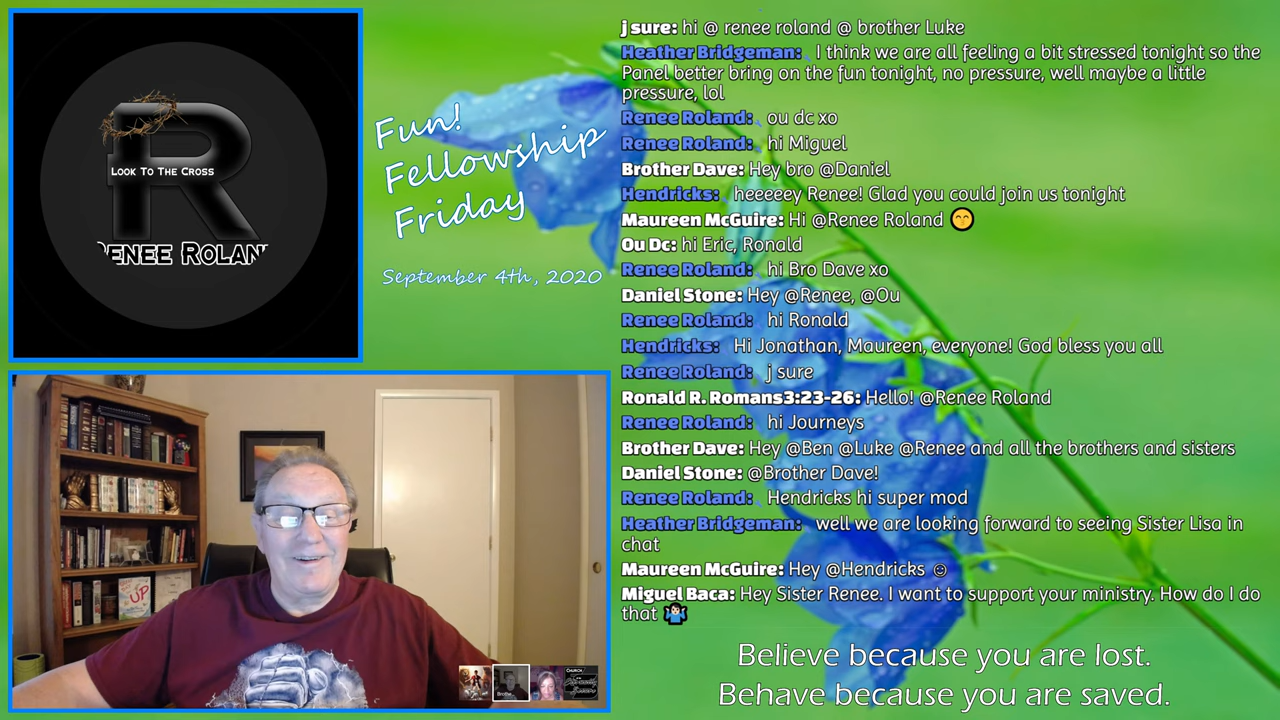 LOOK TO THE CROSS
RENEE ROLAN
Fun!
Fellowship
Friday
September 4th, 2020
j sure: hi @ renee roland @ brother Luke
Heather Bridgeman: I think we are all feeling a bit stressed tonight so the
Panel better bring on the fun tonight, no pressure, well maybe a little
pressure, lol
Renee Roland: ou dc xo
Renee Roland: hi Miguel
Brother Dave: Hey bro @Daniel
Hendricks: heeeeey Renee! Glad you could join us tonight
Maureen McGuire: Hi @Renee Roland 😁
Ou Dc: hi Eric, Ronald
Renee Roland: hi Bro Dave xo
Daniel Stone: Hey @Renee, @Ou
Renee Roland: hi Ronald
Hendricks: Hi Jonathan, Maureen, everyone! God bless you all
Renee Roland: j sure
Ronald R. Romans3:23-26: Hello! @Renee Roland
Renee Roland: hi Journeys
Brother Dave: Hey @Ben @Luke @Renee and all the brothers and sisters
Daniel Stone: @Brother Dave!
Renee Roland: Hendricks hi super mod
Heather Bridgeman: well we are looking forward to seeing Sister Lisa in
chat
Maureen McGuire: Hey @Hendricks ☺
Miguel Baca: Hey Sister Renee. I want to support your ministry. How do I do
that 🤷🏻‍♂️
Believe because you are lost.
Behave because you are saved.
UP
CHURCH